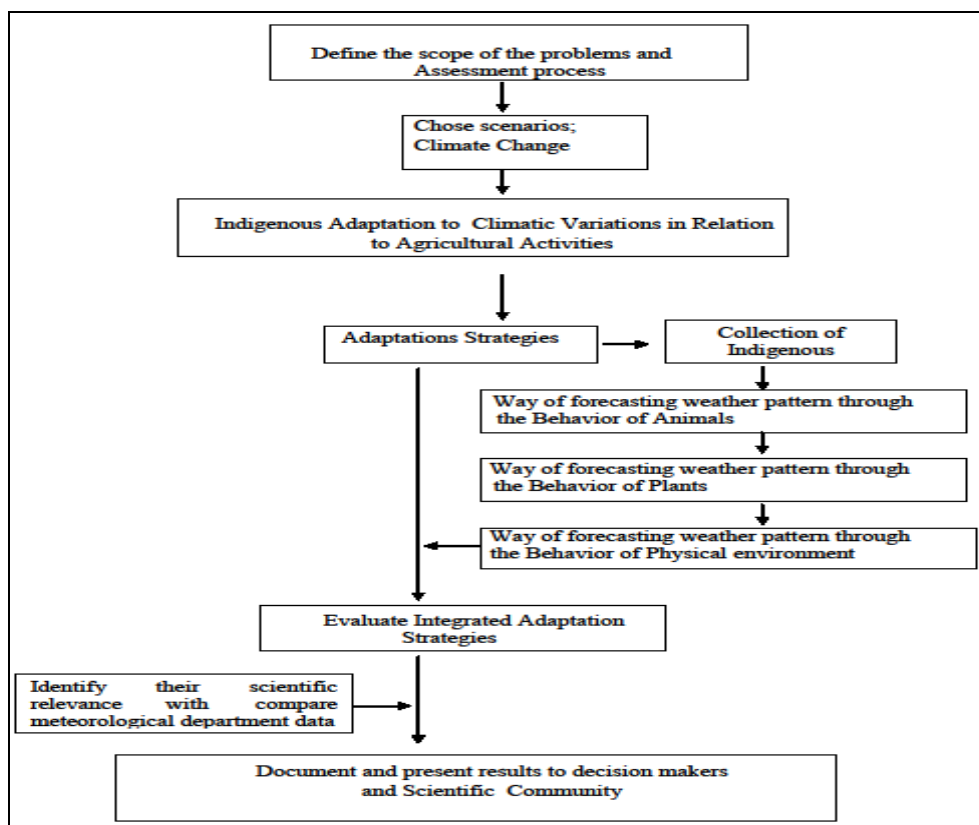 Define the scope of the problems and
Assessment process
Chose scenarios;
Climate Change
Indigenous Adaptation to Climatic Variations in Relation
to Agricultural Activities
Adaptations Strategies
Collection of
Indigenous
Way of forecasting weather pattern through
the Behavior of Animals
Way of forecasting weather pattern through
the Behavior of Plants
Way of forecasting weather pattern through
the Behavior of Physical environment
Evaluate Integrated Adaptation
Strategies
Identify their scientific
relevance with compare
meteorological department data
Document and present results to decision makers
and Scientific Community